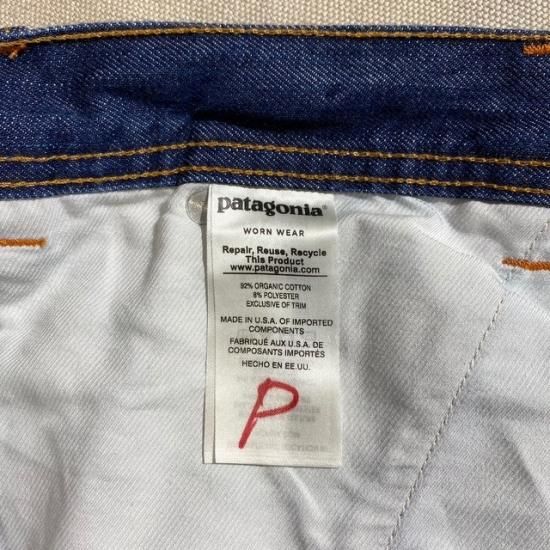 patagonia®
WORN WEAR
Repair, Reuse, Recycle
This Product
www.patagonia.com
92% ORGANIC COTTON
8% POLYESTER
EXCLUSIVE OF TRIM
MADE IN U.S.A. OF IMPORTED
COMPONENTS
FABRIQUÉ AUX U.S.A. DE
COMPOSANTS IMPORTÉS
HECHO EN EE.UU.
P